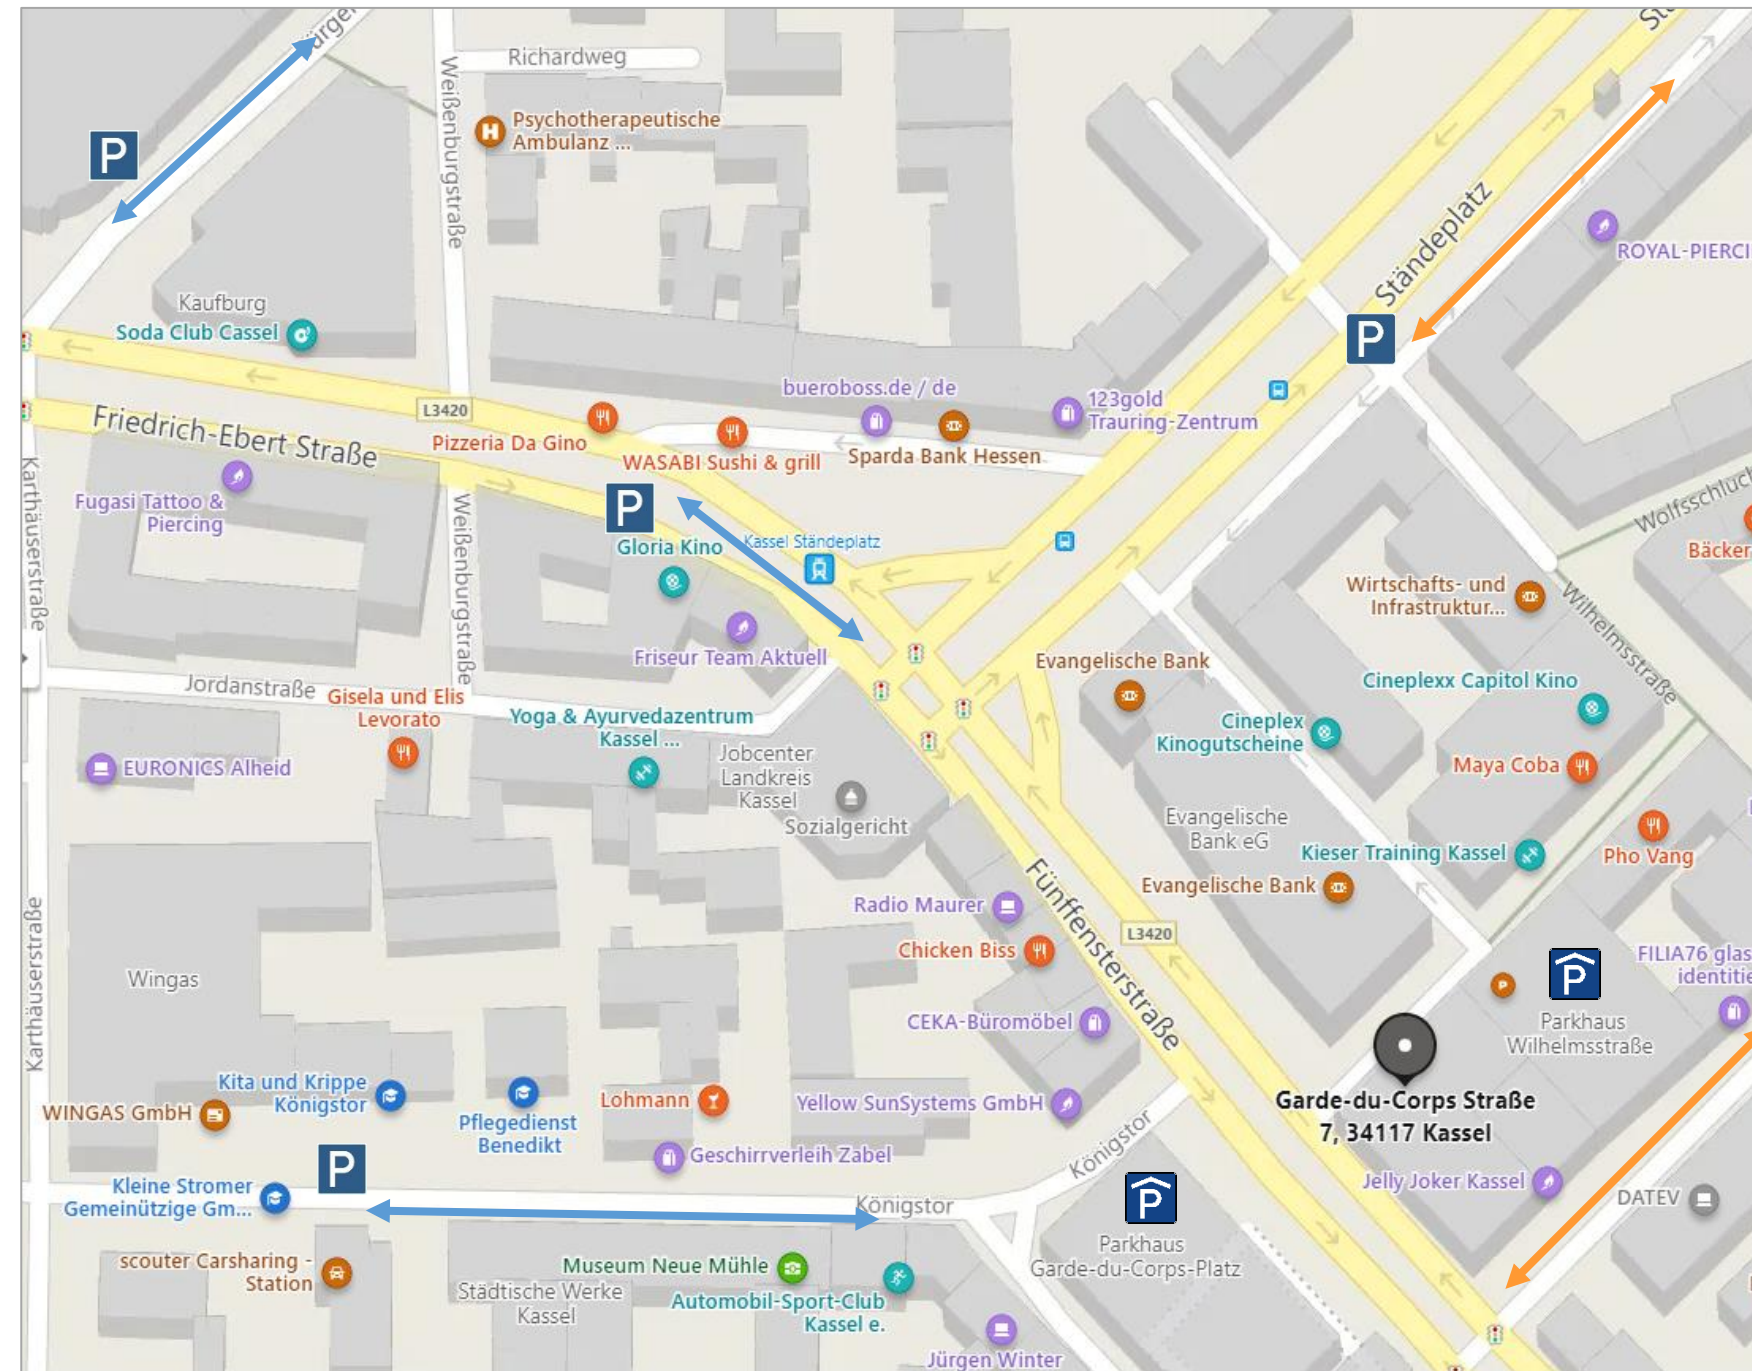 Richardweg
Weißenburgstraße
Psychotherapeutische
Ambulanz ...
P
Kaufburg
Soda Club Cassel
Ständeplatz
ROYAL-PIERCI
P
bueroboss.de / de
123gold
Trauring-Zentrum
L3420
Friedrich-Ebert Straße
Pizzeria Da Gino
WASABI Sushi & grill
Sparda Bank Hessen
Karthäuserstraße
Fugasi Tattoo &
Piercing
Weißenburgstraße
P
Gloria Kino
Kassel Ständeplatz
Friseur Team Aktuell
Wolfsschluc
Bäcker
Wirtschafts- und
Infrastruktur...
Wilhelmsstraße
Evangelische Bank
Cineplexx Capitol Kino
Cineplex
Kinogutscheine
Maya Coba
Jordanstraße
Gisela und Elis
Levorato
Yoga & Ayurvedazentrum
Kassel ...
EURONICS Alheid
Jobcenter
Landkreis
Kassel
Sozialgericht
Evangelische
Bank eG
Kieser Training Kassel
Pho Vang
Evangelische Bank
Fünffensterstraße
Radio Maurer
Chicken Biss
L3420
Karthäuserstraße
Wingas
CEKA-Büromöbel
P
P
Parkhaus
Wilhelmsstraße
FILIA76 glas
identitie
Kita und Krippe
Königstor
WINGAS GmbH
Pflegedienst
Benedikt
Lohmann
Yellow SunSystems GmbH
Garde-du-Corps Straße
7, 34117 Kassel
Geschirrverleih Zabel
Königstor
P
Kleine Stromer
Gemeinützige Gm...
Königstor
P
Jelly Joker Kassel
DATEV
Parkhaus
Garde-du-Corps-Platz
scouter Carsharing -
Station
Museum Neue Mühle
Städtische Werke
Kassel
Automobil-Sport-Club
Kassel e.
Jürgen Winter